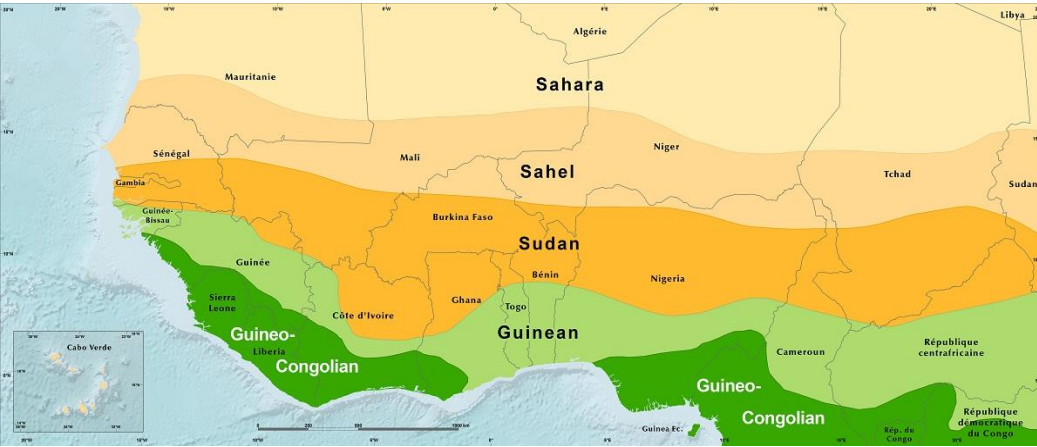 Libya
Algérie
Mauritanie
Sahara
Niger
Sénégal
Mali
Sahel
Tchad
Gambia
Sudan
Guinée-
Bissau
Burkina Faso
Sudan
Guinée
Bénin
Nigeria
Sierra
Leone
Ghana
Togo
Côte d'Ivoire
Guinean
Guineo-
Congolian
Liberia
Cameroun
République
centrafricaine
Cabo Verde
Guineo-
Congolian
Guinea Ec.
Rép. du
Congo
République
démocratique
du Congo